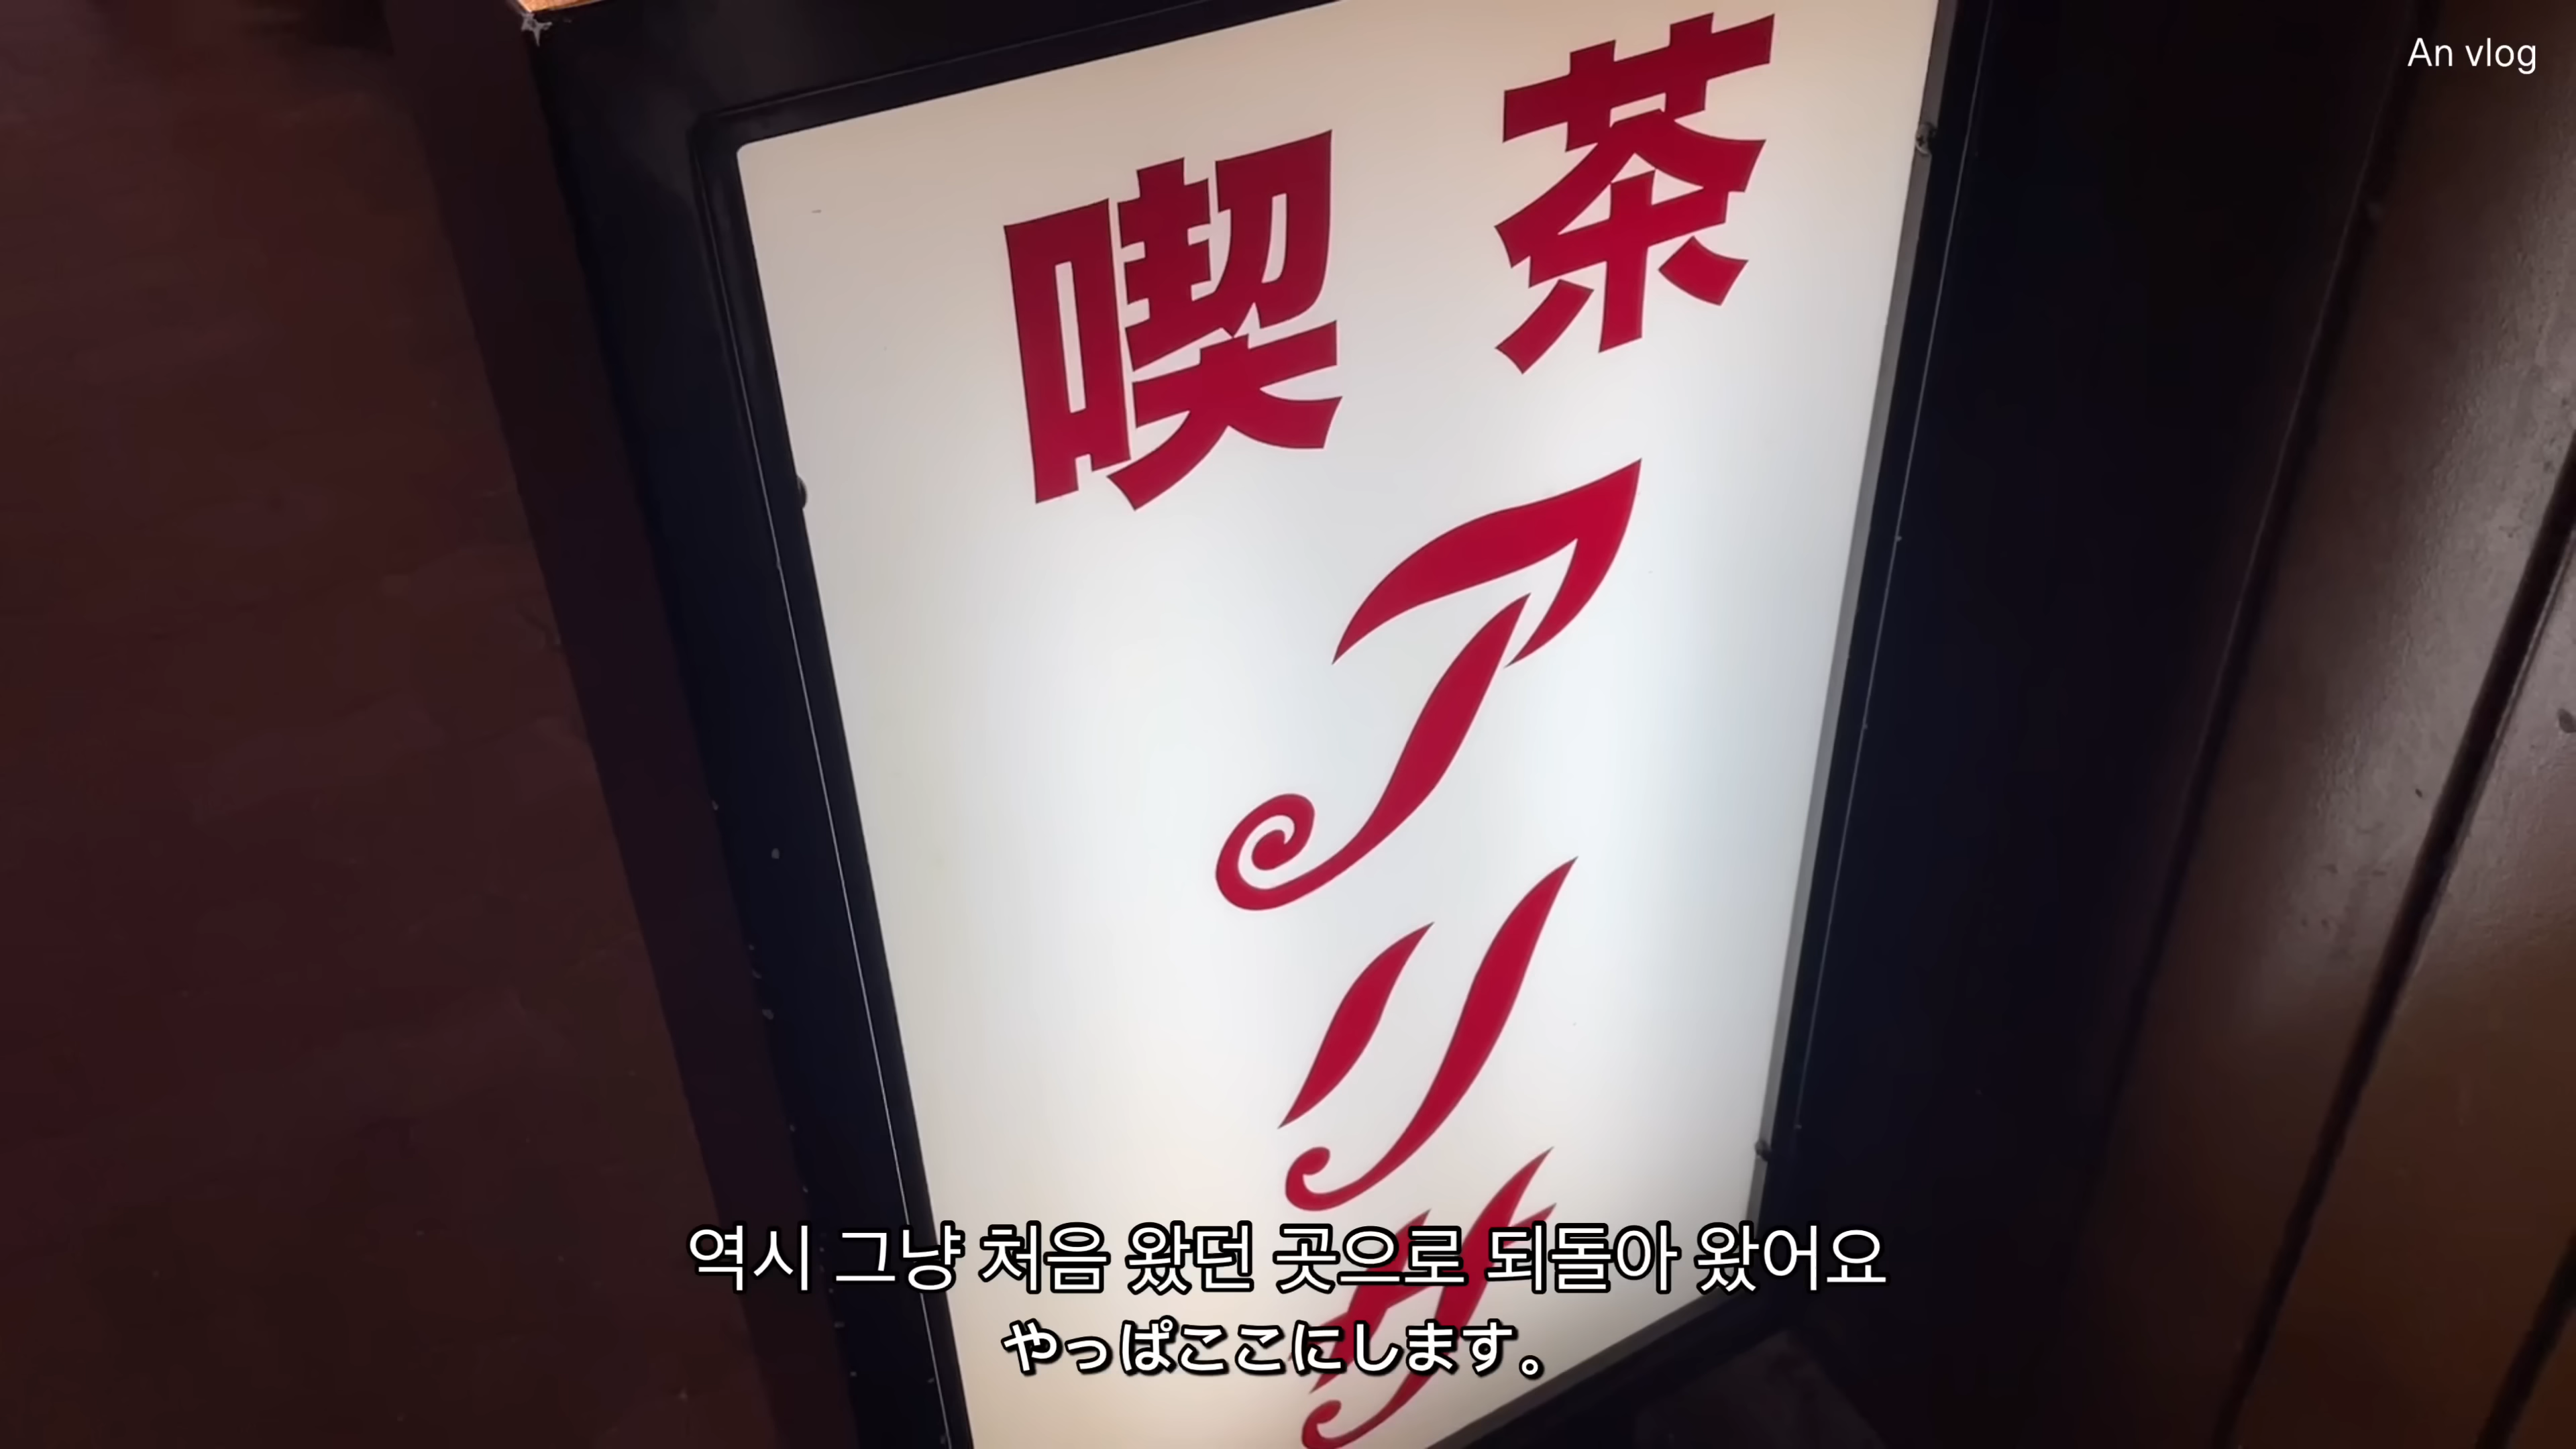 An vlog
喫茶
アリサ
역시 그냥 처음 왔던 곳으로 되돌아 왔어요
やっぱここにします。